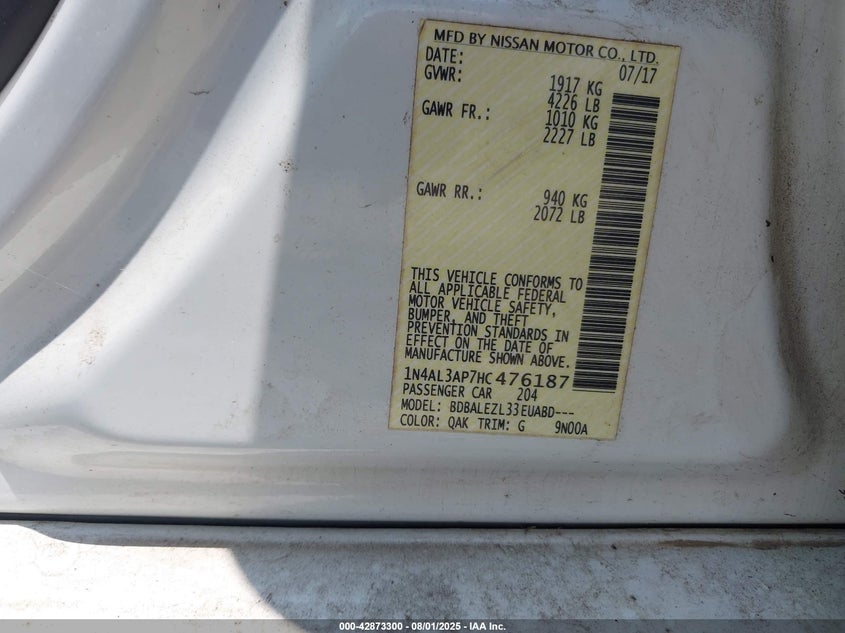 MFD BY NISSAN MOTOR CO., LTD.
DATE: 07/17
GVWR: 1917 KG
4226 LB
GAWR FR.: 1010 KG
2227 LB
GAWR RR.: 940 KG
2072 LB
THIS VEHICLE CONFORMS TO
ALL APPLICABLE FEDERAL
MOTOR VEHICLE SAFETY,
BUMPER, AND THEFT
PREVENTION STANDARDS IN
EFFECT ON THE DATE OF
MANUFACTURE SHOWN ABOVE.
1N4AL3AP7HC476187
PASSENGER CAR 204
MODEL: BDBALEZL33EUABD---
COLOR: QAK TRIM: G 9N00A
000-42873300 - 08/01/2025 - IAA Inc.